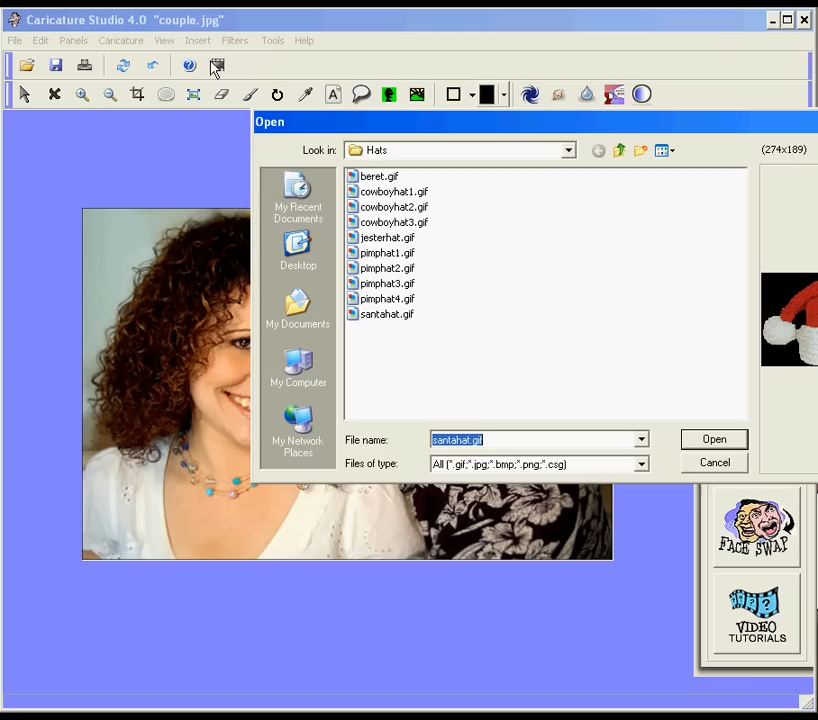 Caricature Studio 4.0 "couple.jpg"
File Edit Panels Caricature View Insert Filters Tools Help
A
Open
Look in: Hats (274x189)
beret.gif
cowboyhat1.gif
cowboyhat2.gif
cowboyhat3.gif
jesterhat.gif
pimphat1.gif
pimphat2.gif
pimphat3.gif
pimphat4.gif
santahat.gif
My Recent
Documents
Desktop
My Documents
My Computer
My Network
Places
File name: santahat.gif Open
Files of type: All (*.gif;*.jpg;*.bmp;*.png;*.csg) Cancel
FACE SWAP
VIDEO
TUTORIALS